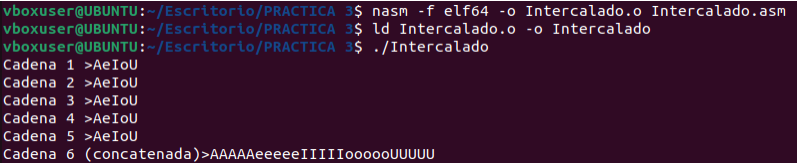 vboxuser@UBUNTU:~/Escritorio/PRACTICA 3$ nasm -f elf64 -o Intercalado.o Intercalado.asm
vboxuser@UBUNTU:~/Escritorio/PRACTICA 3$ ld Intercalado.o -o Intercalado
vboxuser@UBUNTU:~/Escritorio/PRACTICA 3$ ./Intercalado
Cadena 1 >AeIoU
Cadena 2 >AeIoU
Cadena 3 >AeIoU
Cadena 4 >AeIoU
Cadena 5 >AeIoU
Cadena 6 (concatenada)>AAAAAeeeeeIIIIIoooooUUUUU